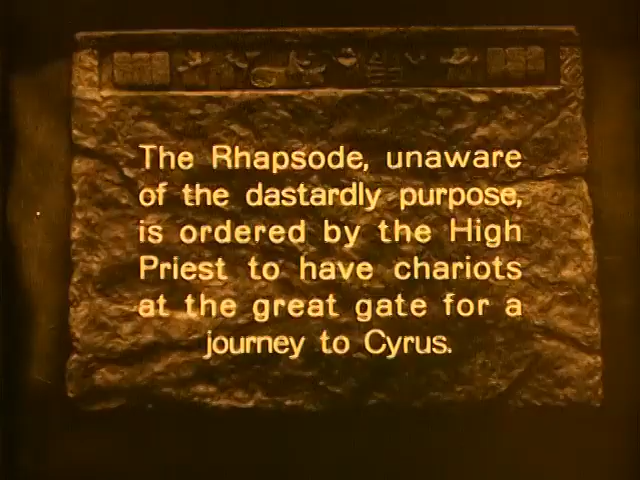 The Rhapsode, unaware
of the dastardly purpose,
is ordered by the High
Priest to have chariots
at the great gate for a
journey to Cyrus.